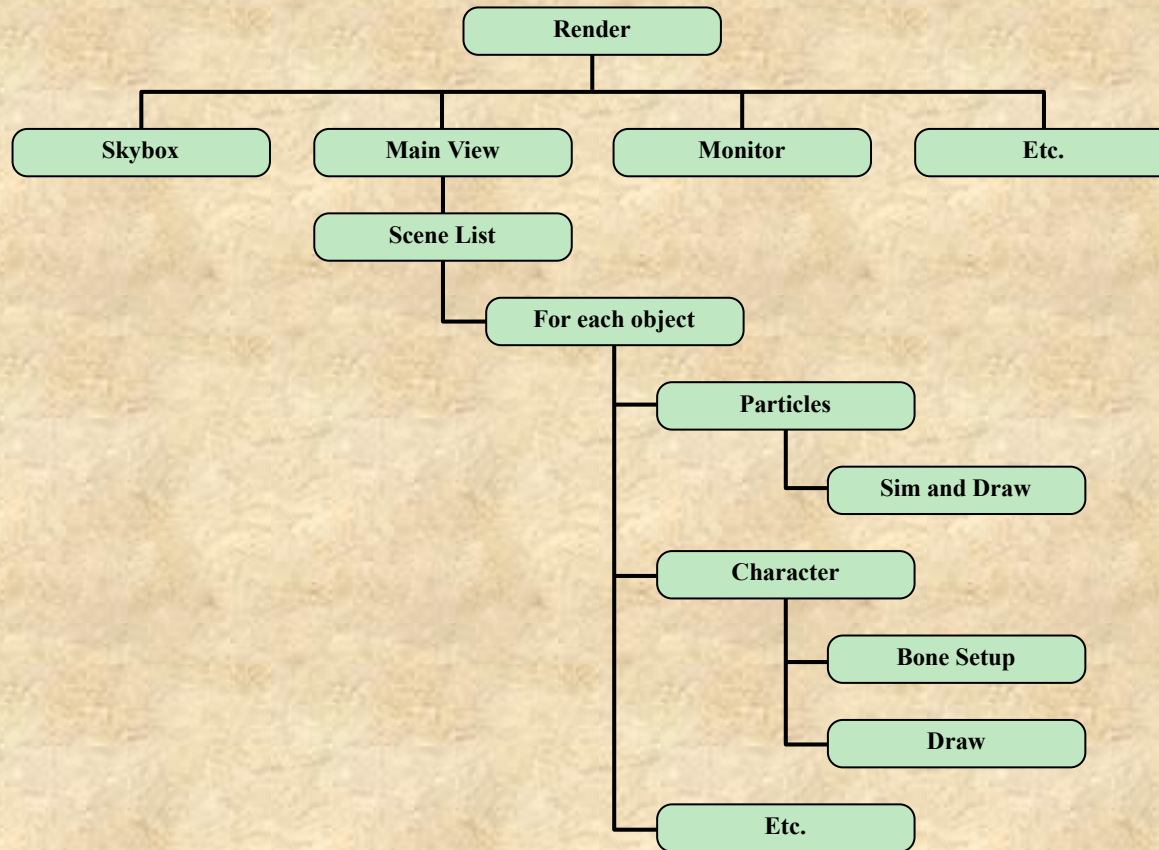 Render
Skybox
Main View
Monitor
Etc.
Scene List
For each object
Particles
Sim and Draw
Character
Bone Setup
Draw
Etc.